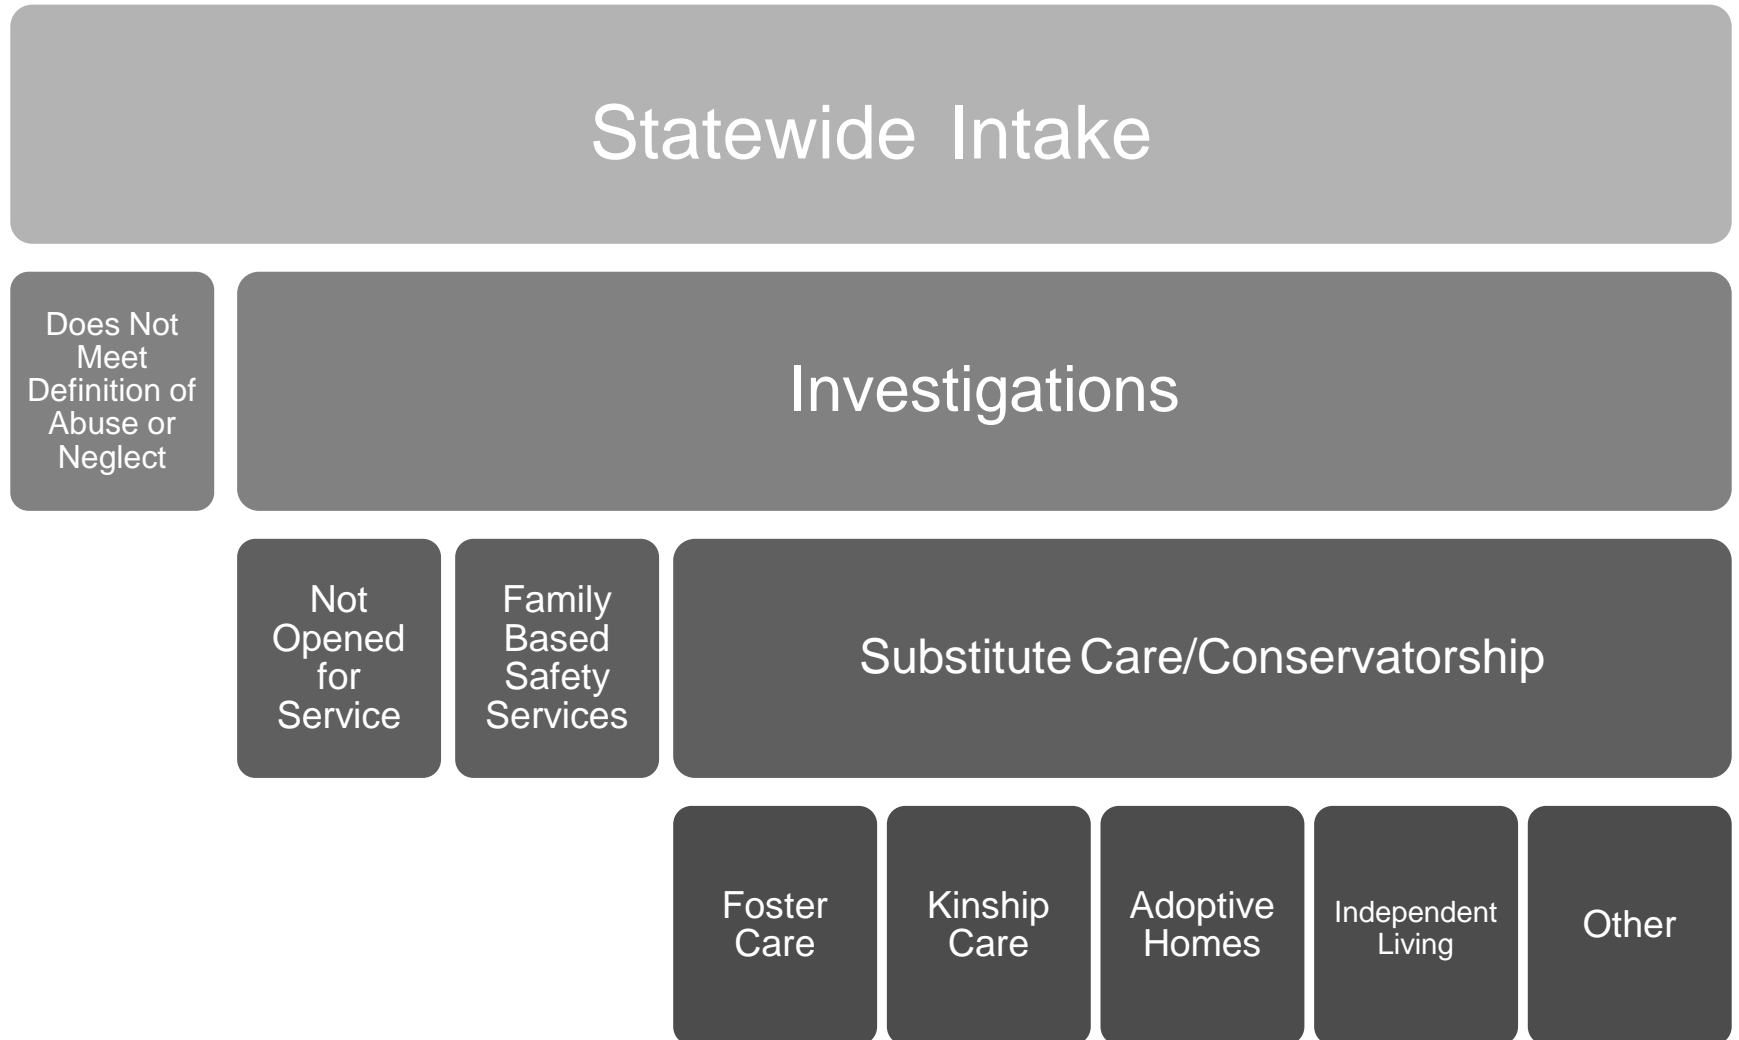 Statewide Intake
Does Not
Meet
Definition of
Abuse or
Neglect
Investigations
Not
Opened
for
Service
Family
Based
Safety
Services
Substitute Care/Conservatorship
Foster
Care
Kinship
Care
Adoptive
Homes
Independent
Living
Other